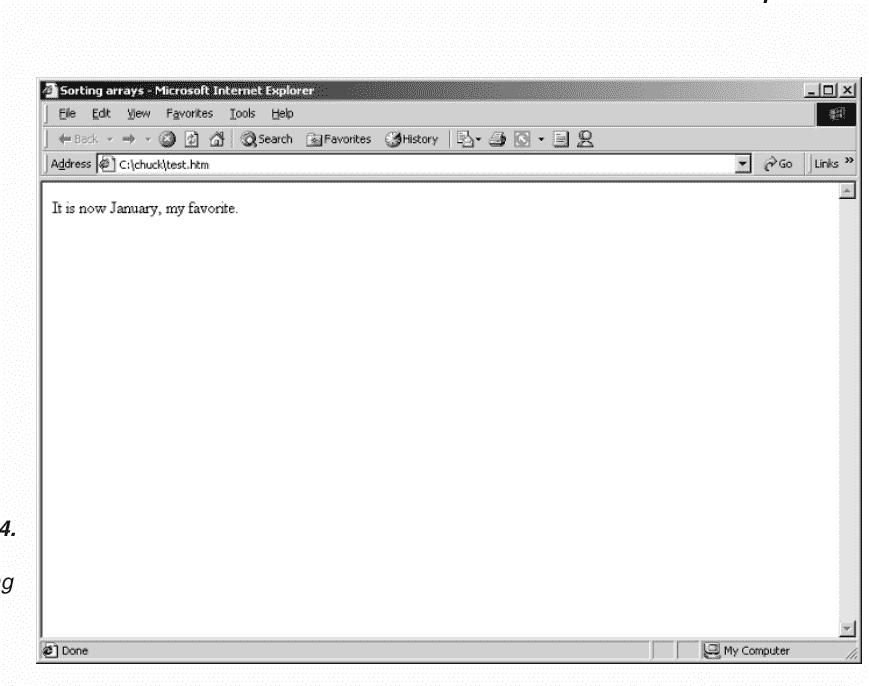 Sorting arrays - Microsoft Internet Explorer
File Edit View Favorites Tools Help
Back Search Favorites History
Address C:\chuck\test.htm Go Links »
It is now January, my favorite.
4.
Done My Computer